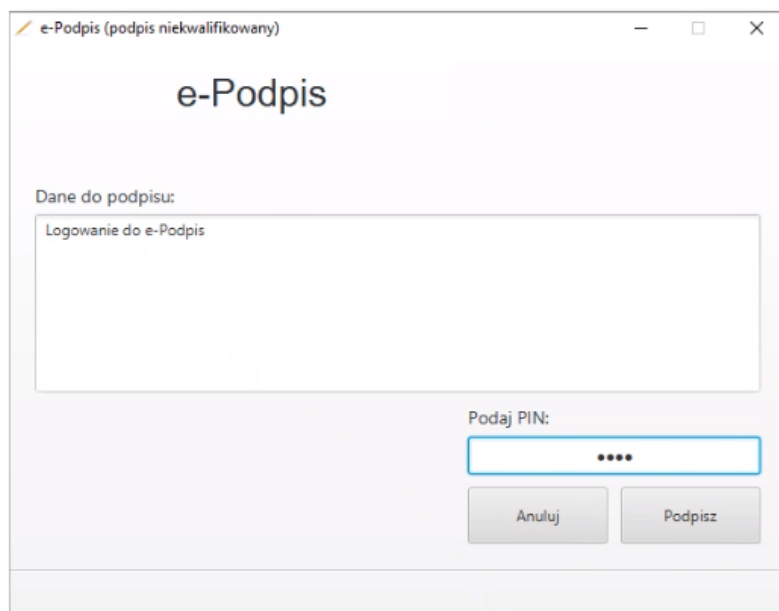 e-Podpis (podpis niekwalifikowany)
e-Podpis
Dane do podpisu:
Logowanie do e-Podpis
Podaj PIN:
••••
Anuluj Podpisz